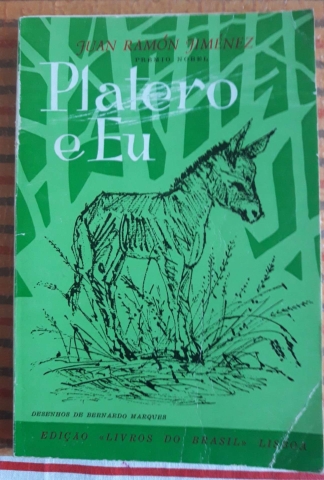 JUAN RAMÓN JIMÉNEZ
PRÉMIO NOBEL
Platero
e Eu
DESENHOS DE BERNARDO MARQUES
EDIÇÃO «LIVROS DO BRASIL» LISBOA